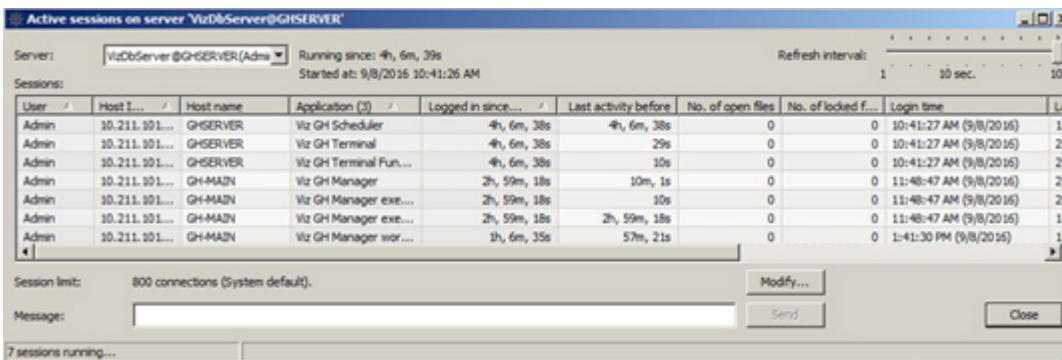 Active sessions on server 'VizDbServer@GHSERVER'
Server: VizDbServer@GHSERVER(Admi Running since: 4h, 6m, 39s Refresh interval:
Started at: 9/8/2016 10:41:26 AM 1 10 sec. 10
Sessions:
User Host I... Host name Application (3) Logged in since... Last activity before No. of open files No. of locked f... Login time L
Admin 10.211.101... GHSERVER Viz GH Scheduler 4h, 6m, 38s 4h, 6m, 38s 0 0 10:41:27 AM (9/8/2016) 1
Admin 10.211.101... GHSERVER Viz GH Terminal 4h, 6m, 38s 29s 0 0 10:41:27 AM (9/8/2016) 2
Admin 10.211.101... GHSERVER Viz GH Terminal Fun... 4h, 6m, 38s 10s 0 0 10:41:27 AM (9/8/2016) 2
Admin 10.211.101... GH-MAIN Viz GH Manager 2h, 59m, 18s 10m, 1s 0 0 11:48:47 AM (9/8/2016) 2
Admin 10.211.101... GH-MAIN Viz GH Manager exe... 2h, 59m, 18s 10s 0 0 11:48:47 AM (9/8/2016) 2
Admin 10.211.101... GH-MAIN Viz GH Manager exe... 2h, 59m, 18s 2h, 59m, 18s 0 0 11:48:47 AM (9/8/2016) 1
Admin 10.211.101... GH-MAIN Viz GH Manager wor... 1h, 6m, 35s 57m, 21s 0 0 1:41:30 PM (9/8/2016) 1
Session limit: 800 connections (System default). Modify...
Message: Send Close
7 sessions running...